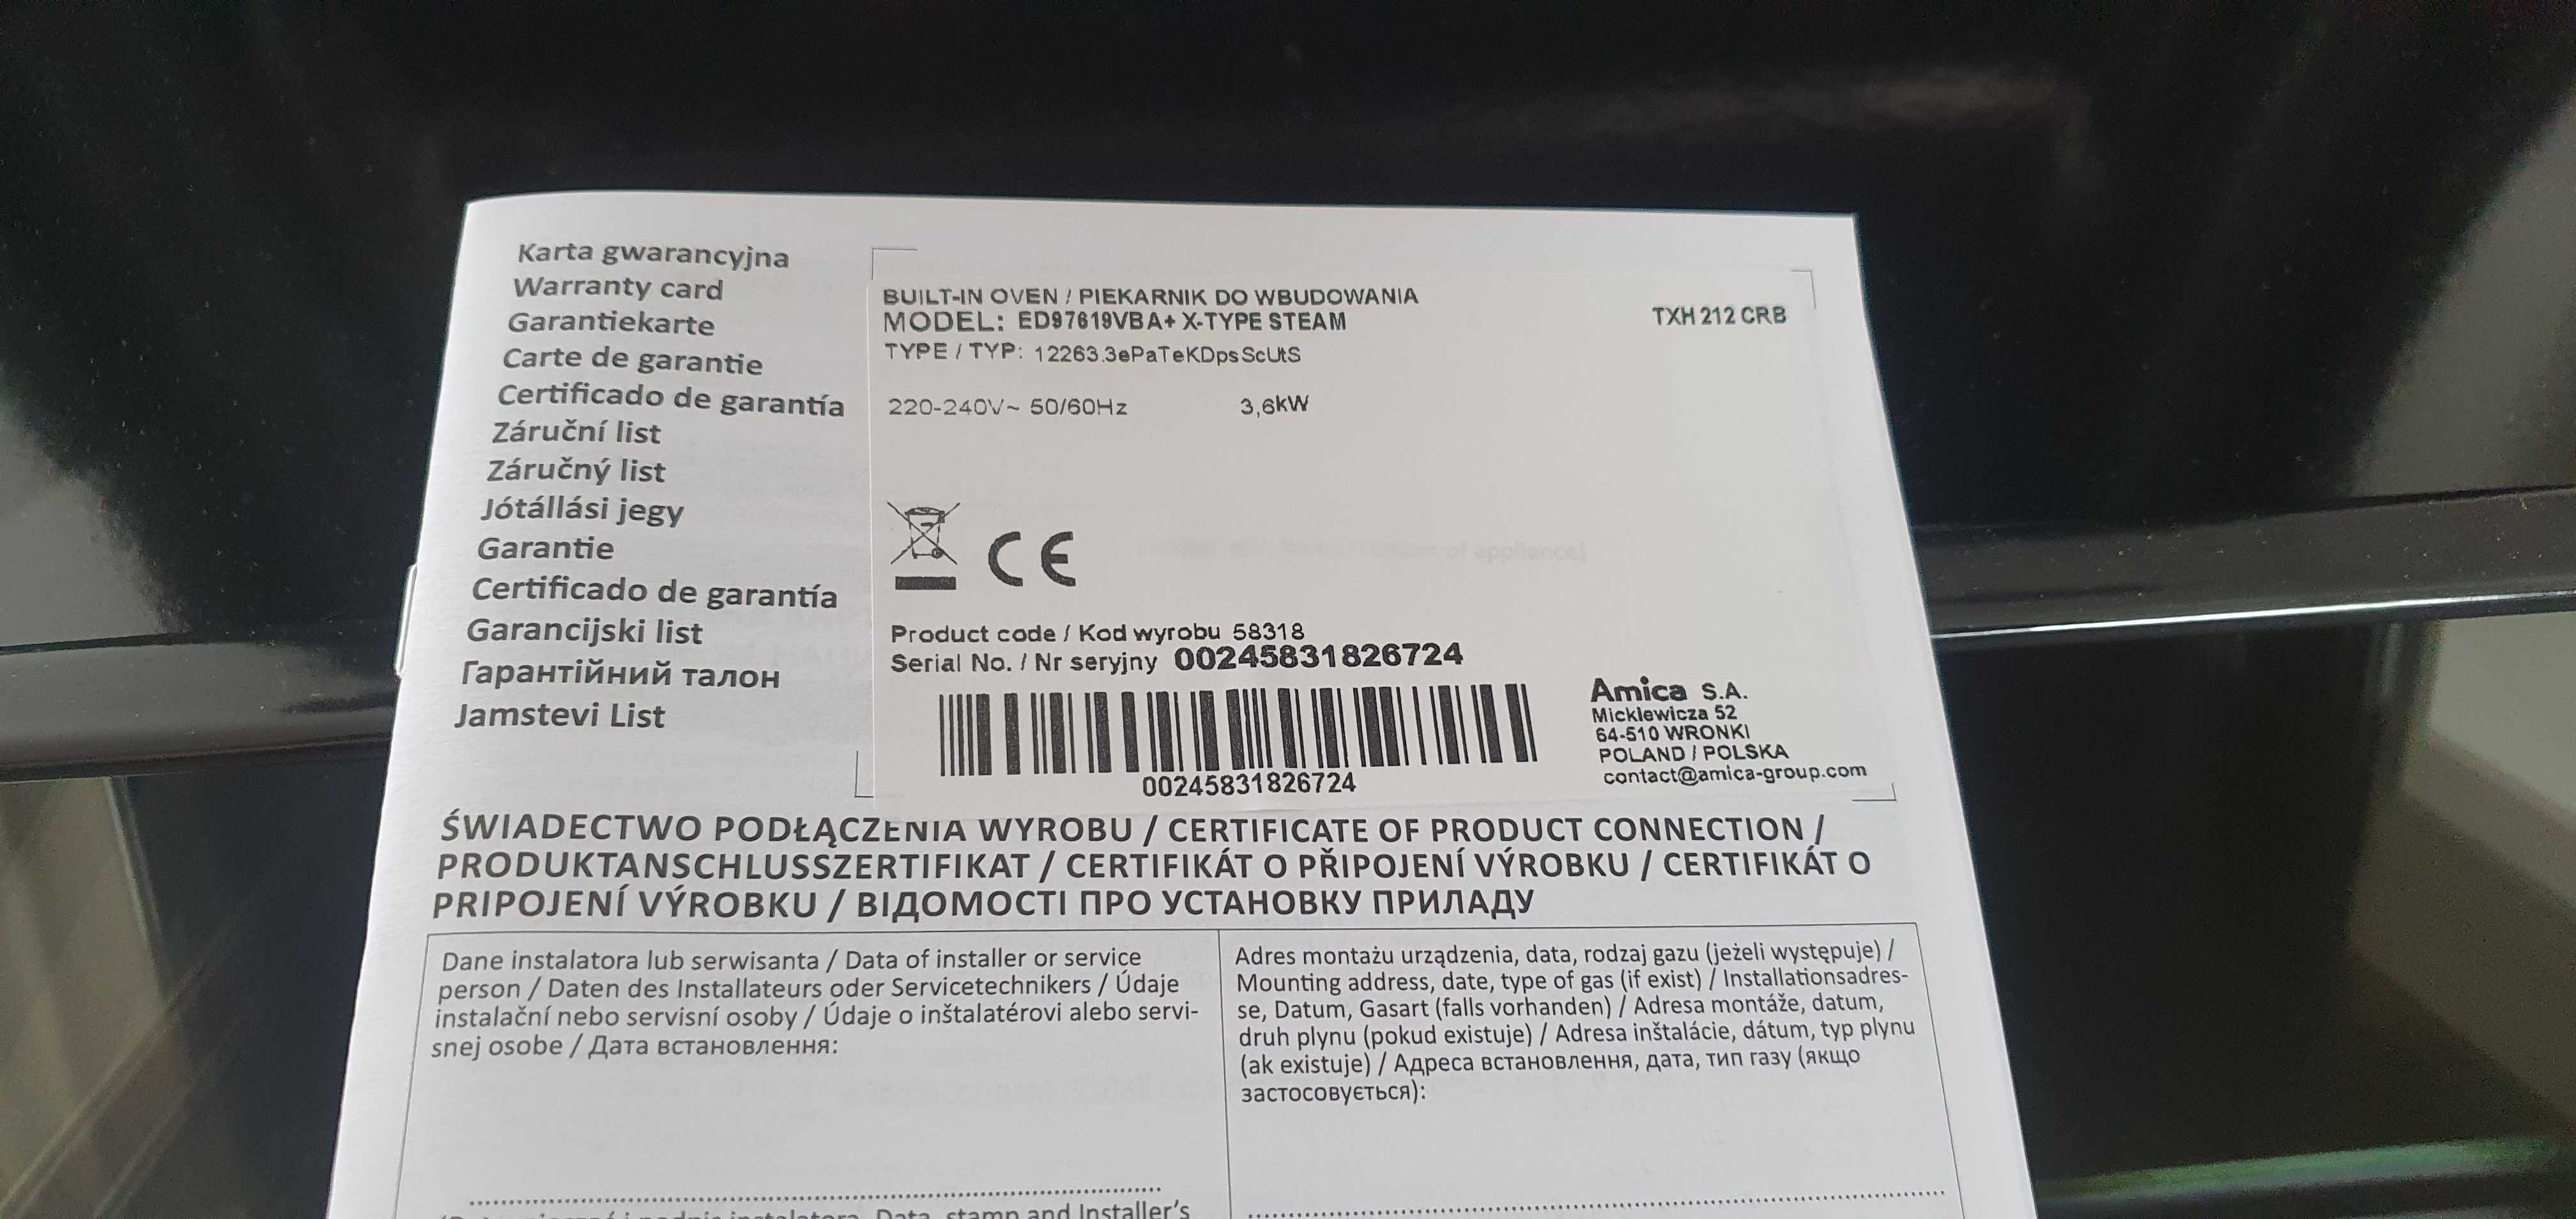 Karta gwarancyjna
Warranty card
Garantiekarte
Carte de garantie
Certificado de garantía
Záruční list
Záručný list
Jótállási jegy
Garantie
Certificado de garantía
Garancijski list
Гарантійний талон
Jamstevi List
BUILT-IN OVEN / PIEKARNIK DO WBUDOWANIA
MODEL: ED97619VBA+ X-TYPE STEAM
TXH 212 CRB
TYPE / TYP: 12263.3ePaTeKDpsScUtS
220-240V~ 50/60Hz 3,6kW
CE
of appliance]
Product code / Kod wyrobu 58318
Serial No. / Nr seryjny 00245831826724
00245831826724
Amica S.A.
Mickiewicza 52
64-510 WRONKI
POLAND / POLSKA
contact@amica-group.com
ŚWIADECTWO PODŁĄCZENIA WYROBU / CERTIFICATE OF PRODUCT CONNECTION /
PRODUKTANSCHLUSSZERTIFIKAT / CERTIFIKÁT O PŘIPOJENÍ VÝROBKU / CERTIFIKÁT O
PRIPOJENÍ VÝROBKU / ВІДОМОСТІ ПРО УСТАНОВКУ ПРИЛАДУ
Dane instalatora lub serwisanta / Data of installer or service
person / Daten des Installateurs oder Servicetechnikers / Údaje
instalační nebo servisní osoby / Údaje o inštalatérovi alebo servi-
snej osobe / Дата встановлення:
Adres montażu urządzenia, data, rodzaj gazu (jeżeli występuje) /
Mounting address, date, type of gas (if exist) / Installationsadres-
se, Datum, Gasart (falls vorhanden) / Adresa montáže, datum,
druh plynu (pokud existuje) / Adresa inštalácie, dátum, typ plynu
(ak existuje) / Адреса встановлення, дата, тип газу (якщо
застосовується):
instalatora, Data, stamp and Installer's